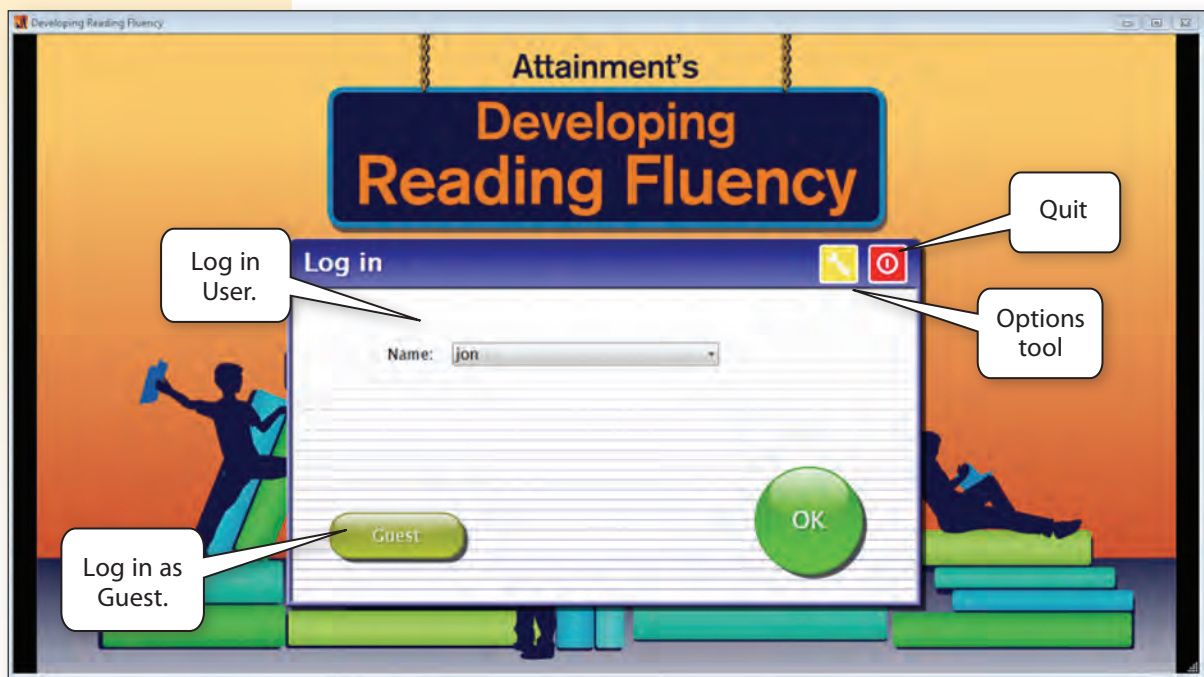 Developing Reading Fluency
Attainment's
Developing
Reading Fluency
Quit
Log in
User.
Log in
Options
tool
Name: jon
Guest
OK
Log in as
Guest.